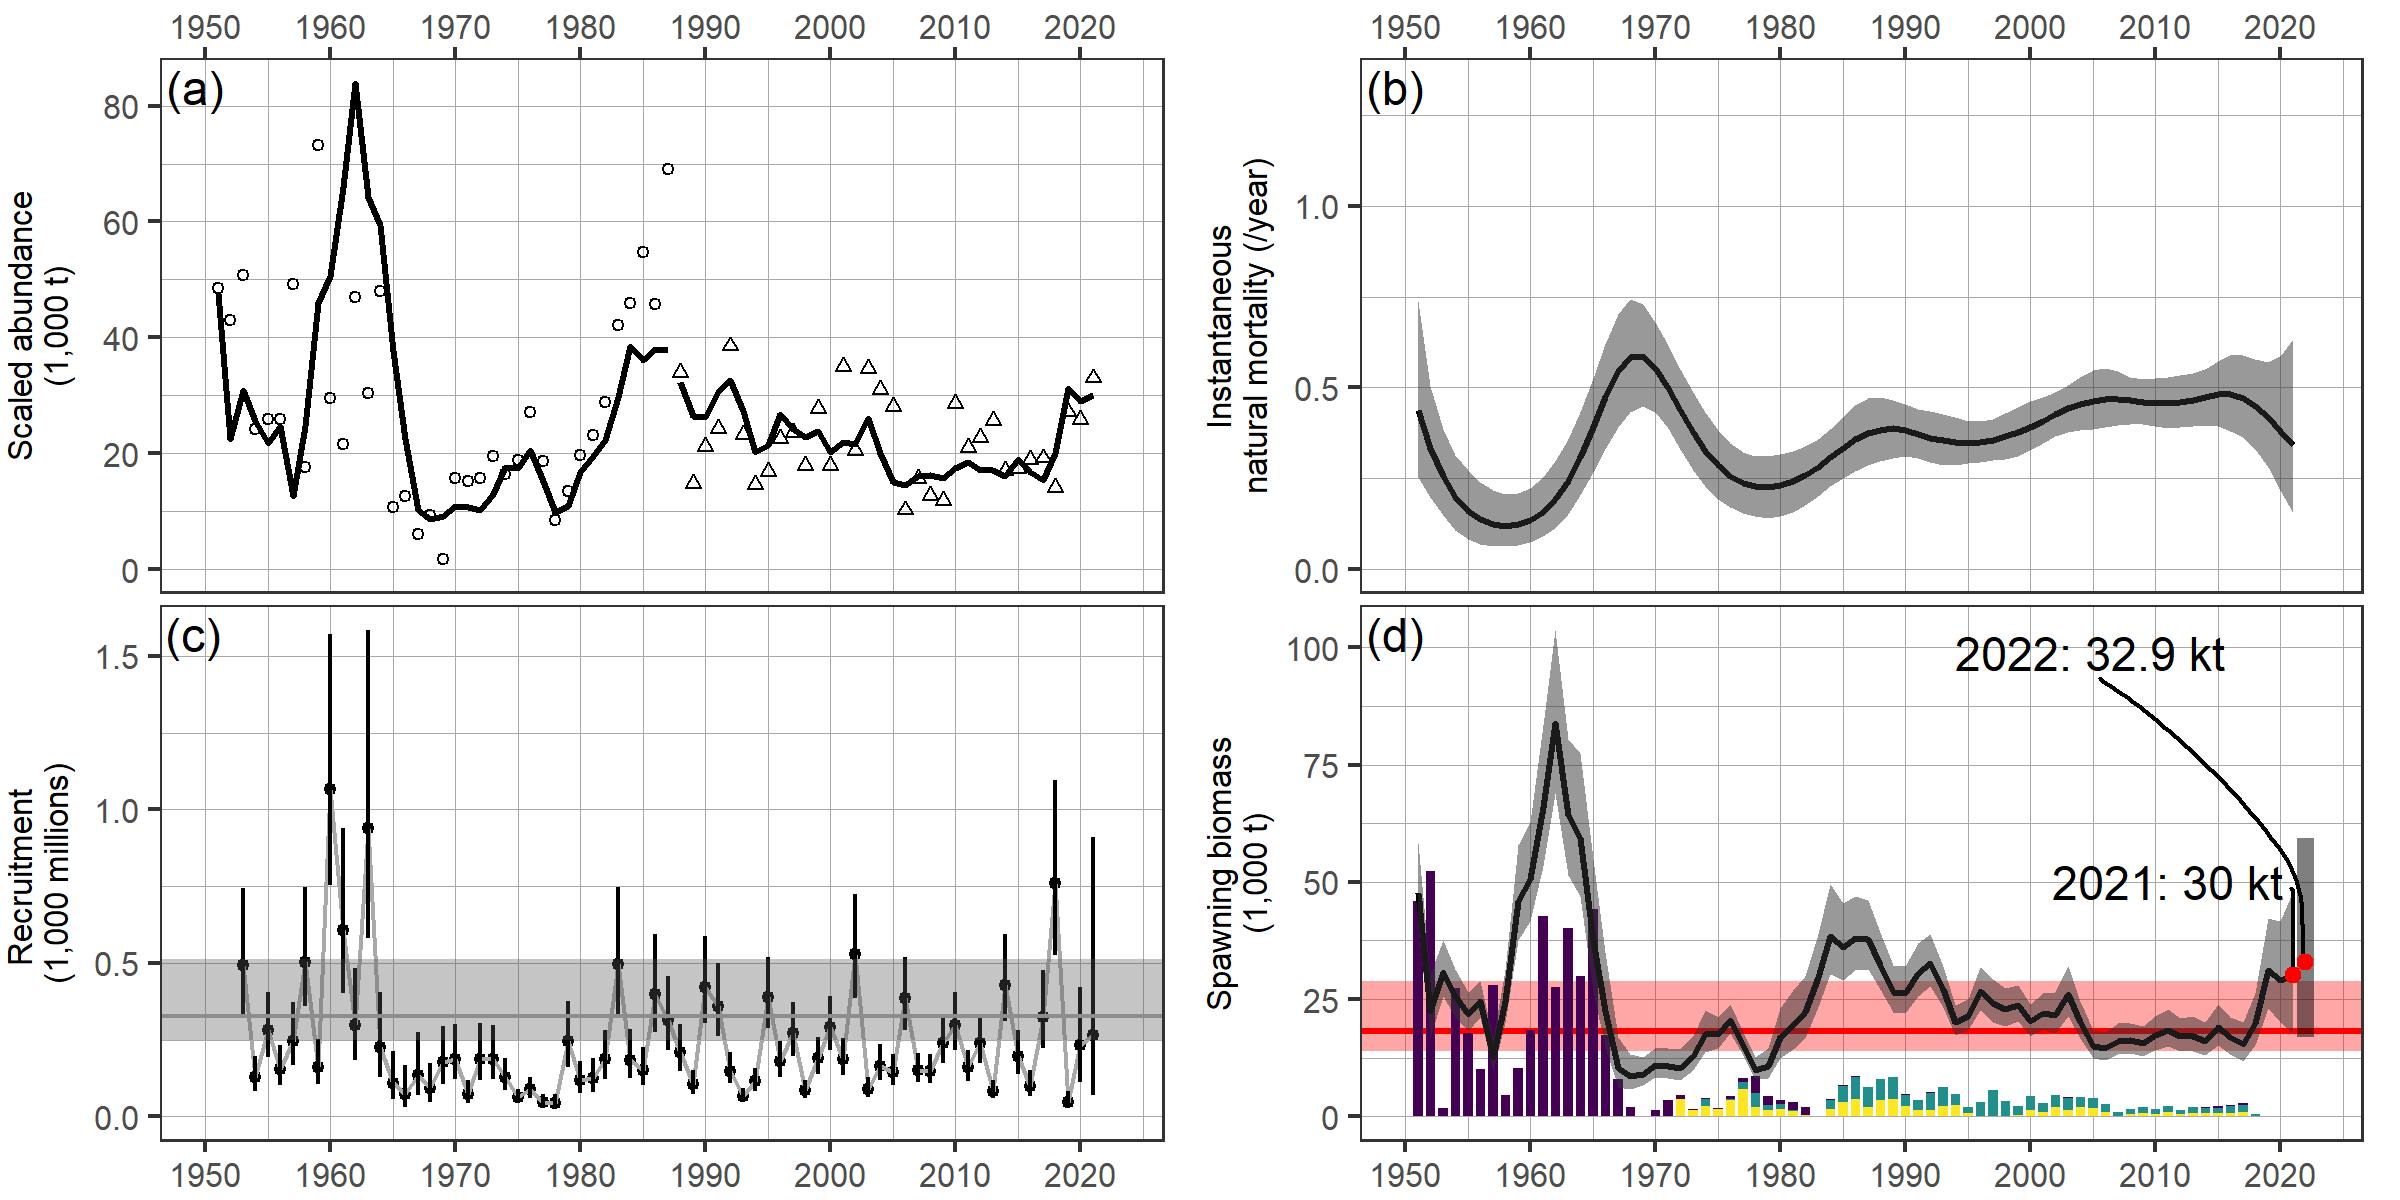 1950 1960 1970 1980 1990 2000 2010 2020
1950 1960 1970 1980 1990 2000 2010 2020
(a)
80
60
40
20
0
Scaled abundance
(1,000 t)
(b)
1.0
0.5
0.0
Instantaneous
natural mortality (/year)
(c)
1.5
1.0
0.5
0.0
Recruitment
(1,000 millions)
(d)
100
75
50
25
0
Spawning biomass
(1,000 t)
2022: 32.9 kt
2021: 30 kt
1950 1960 1970 1980 1990 2000 2010 2020
1950 1960 1970 1980 1990 2000 2010 2020